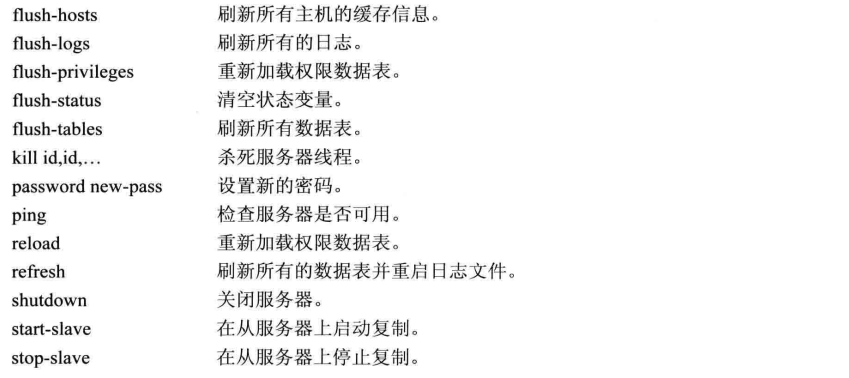 flush-hosts 刷新所有主机的缓存信息。
flush-logs 刷新所有的日志。
flush-privileges 重新加载权限数据表。
flush-status 清空状态变量。
flush-tables 刷新所有数据表。
kill id,id,… 杀死服务器线程。
password new-pass 设置新的密码。
ping 检查服务器是否可用。
reload 重新加载权限数据表。
refresh 刷新所有的数据表并重启日志文件。
shutdown 关闭服务器。
start-slave 在从服务器上启动复制。
stop-slave 在从服务器上停止复制。